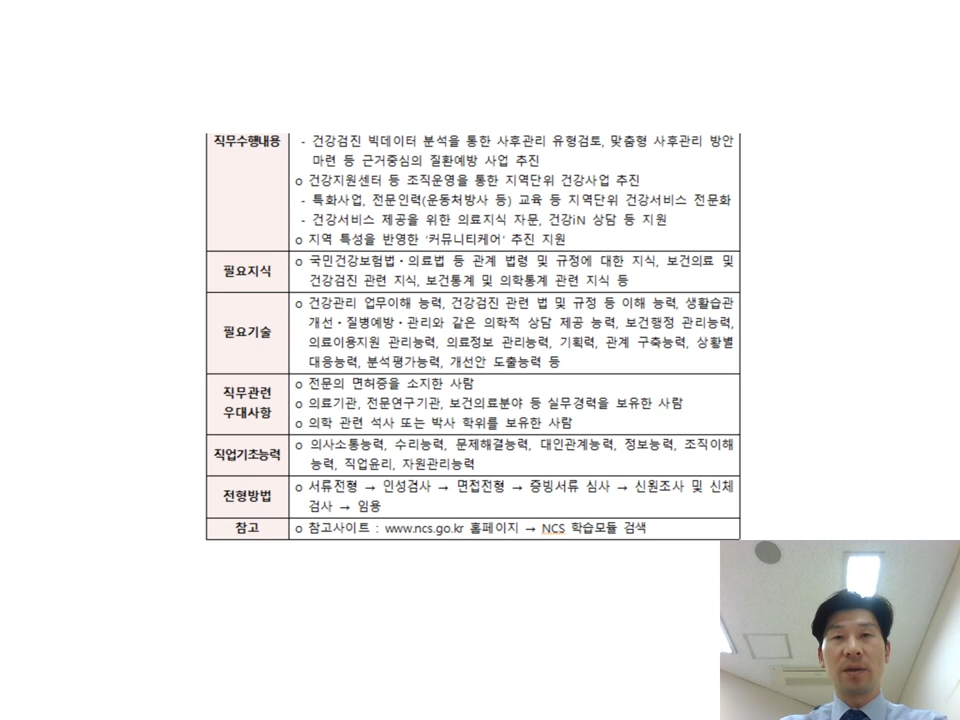 직무수행내용
- 건강검진 빅데이터 분석을 통한 사후관리 유형검토, 맞춤형 사후관리 방안
마련 등 근거중심의 질환예방 사업 추진
o 건강지원센터 등 조직운영을 통한 지역단위 건강사업 추진
- 특화사업, 전문인력(운동처방사 등) 교육 등 지역단위 건강서비스 전문화
- 건강서비스 제공을 위한 의료지식 자문, 건강iN 상담 등 지원
o 지역 특성을 반영한 ‘커뮤니티케어’ 추진 지원
필요지식
o 국민건강보험법・의료법 등 관계 법령 및 규정에 대한 지식, 보건의료 및
건강검진 관련 지식, 보건통계 및 의학통계 관련 지식 등
필요기술
o 건강관리 업무이해 능력, 건강검진 관련 법 및 규정 등 이해 능력, 생활습관
개선・질병예방・관리와 같은 의학적 상담 제공 능력, 보건행정 관리능력,
의료이용지원 관리능력, 의료정보 관리능력, 기획력, 관계 구축능력, 상황별
대응능력, 분석평가능력, 개선안 도출능력 등
직무관련
우대사항
o 전문의 면허증을 소지한 사람
o 의료기관, 전문연구기관, 보건의료분야 등 실무경력을 보유한 사람
o 의학 관련 석사 또는 박사 학위를 보유한 사람
직업기초능력
o 의사소통능력, 수리능력, 문제해결능력, 대인관계능력, 정보능력, 조직이해
능력, 직업윤리, 자원관리능력
전형방법
o 서류전형 → 인성검사 → 면접전형 → 증빙서류 심사 → 신원조사 및 신체
검사 → 임용
참고
o 참고사이트 : www.ncs.go.kr 홈페이지 → NCS 학습모듈 검색